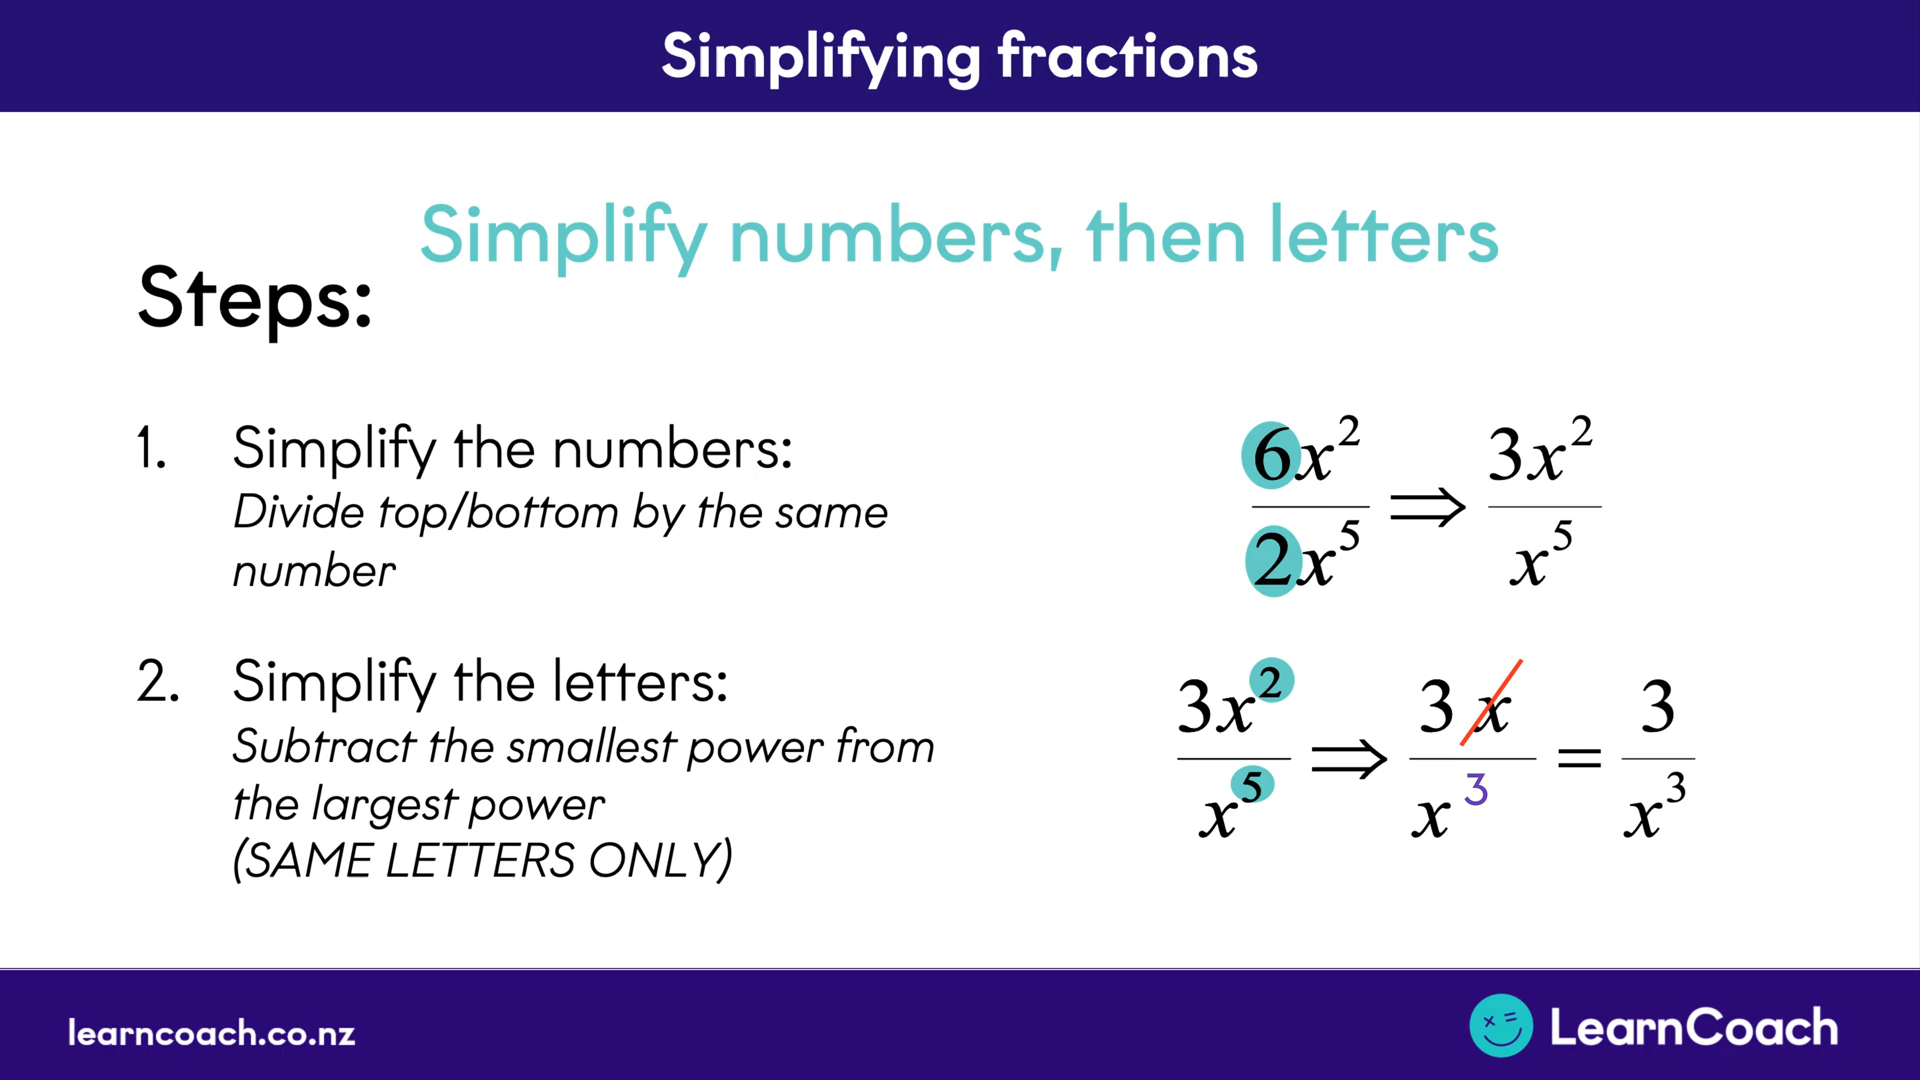 Simplifying fractions
Simplify numbers, then letters
Steps:
1. Simplify the numbers:
Divide top/bottom by the same
number
6x² / 2x⁵ ⇒ 3x² / x⁵
2. Simplify the letters:
Subtract the smallest power from
the largest power
(SAME LETTERS ONLY)
3x² / x⁵ ⇒ 3x / x³ = 3 / x³
learncoach.co.nz
LearnCoach